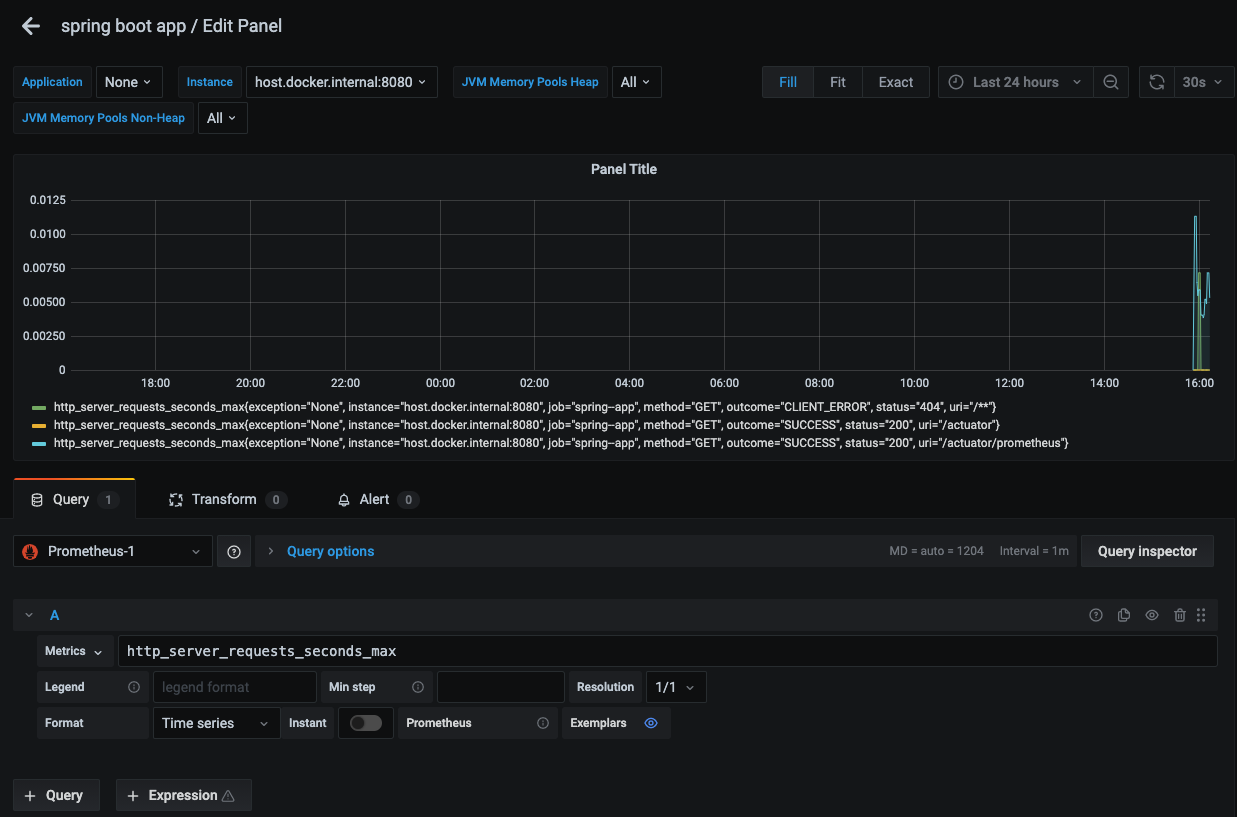 spring boot app / Edit Panel
Application None Instance host.docker.internal:8080 JVM Memory Pools Heap All Fill Fit Exact Last 24 hours 30s
JVM Memory Pools Non-Heap All
Panel Title
0.0125
0.0100
0.00750
0.00500
0.00250
0
18:00 20:00 22:00 00:00 02:00 04:00 06:00 08:00 10:00 12:00 14:00 16:00
http_server_requests_seconds_max{exception="None", instance="host.docker.internal:8080", job="spring--app", method="GET", outcome="CLIENT_ERROR", status="404", uri="/**"}
http_server_requests_seconds_max{exception="None", instance="host.docker.internal:8080", job="spring--app", method="GET", outcome="SUCCESS", status="200", uri="/actuator"}
http_server_requests_seconds_max{exception="None", instance="host.docker.internal:8080", job="spring--app", method="GET", outcome="SUCCESS", status="200", uri="/actuator/prometheus"}
Query 1 Transform 0 Alert 0
Prometheus-1 Query options MD = auto = 1204 Interval = 1m Query inspector
A
Metrics http_server_requests_seconds_max
Legend legend format Min step Resolution 1/1
Format Time series Instant Prometheus Exemplars
+ Query + Expression